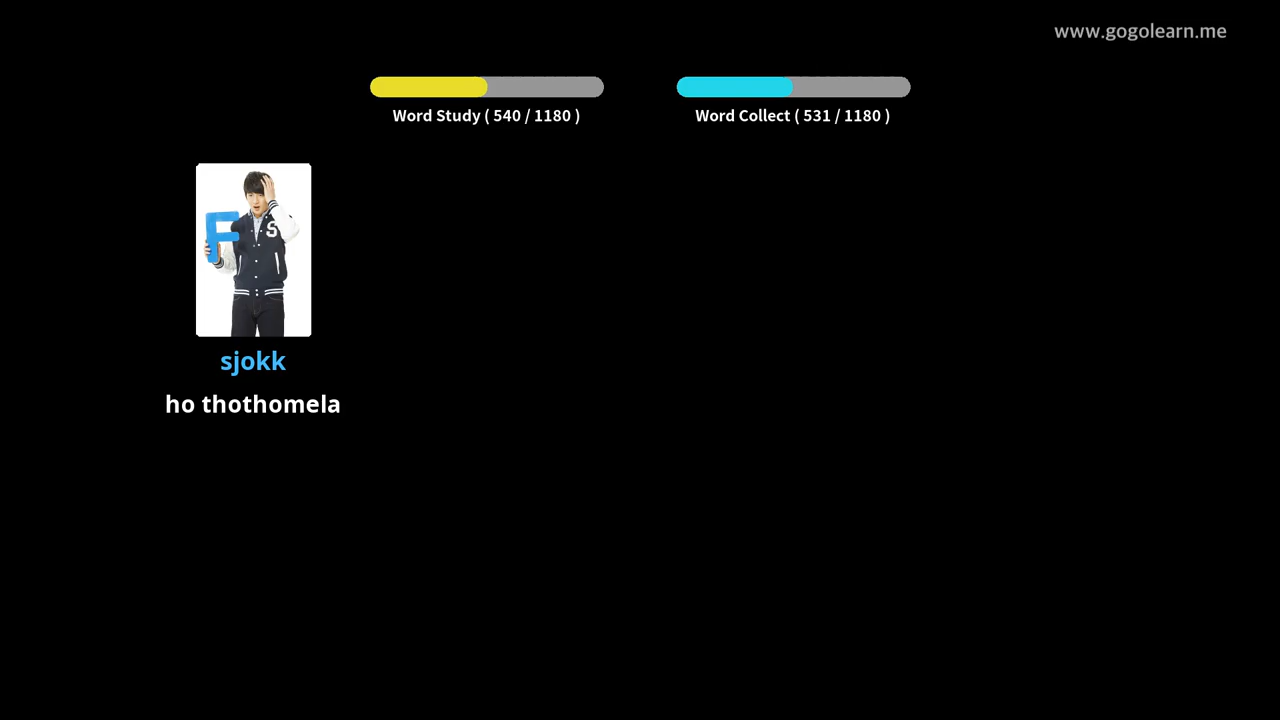 www.gogolearn.me
Word Study ( 540 / 1180 )
Word Collect ( 531 / 1180 )
F
S
sjokk
ho thothomela